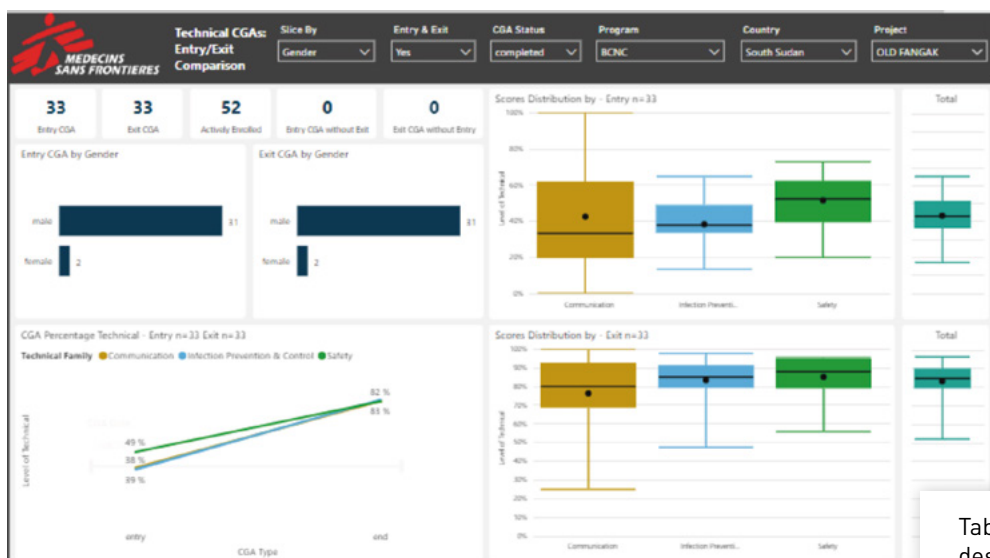 MEDECINS
SANS FRONTIERES
Technical CGAs:
Entry/Exit
Comparison
Slice By
Gender
Entry & Exit
Yes
CGA Status
completed
Program
BCNC
Country
South Sudan
Project
OLD FANGAK
33
Entry CGA
33
Exit CGA
52
Actively Enrolled
0
Entry CGA without Exit
0
Exit CGA without Entry
Entry CGA by Gender
male
31
female
2
Exit CGA by Gender
male
31
female
2
Scores Distribution by - Entry n=33
Level of Technical
100%
80%
60%
40%
20%
0%
Communication
Infection Preventi...
Safety
Total
CGA Percentage Technical - Entry n=33 Exit n=33
Technical Family Communication Infection Prevention & Control Safety
Level of Technical
49 %
38 %
39 %
82 %
81 %
entry
end
CGA Type
Scores Distribution by - Exit n=33
Level of Technical
100%
90%
80%
70%
60%
50%
40%
30%
20%
0%
Communication
Infection Preventi...
Safety
Total
Tab
des